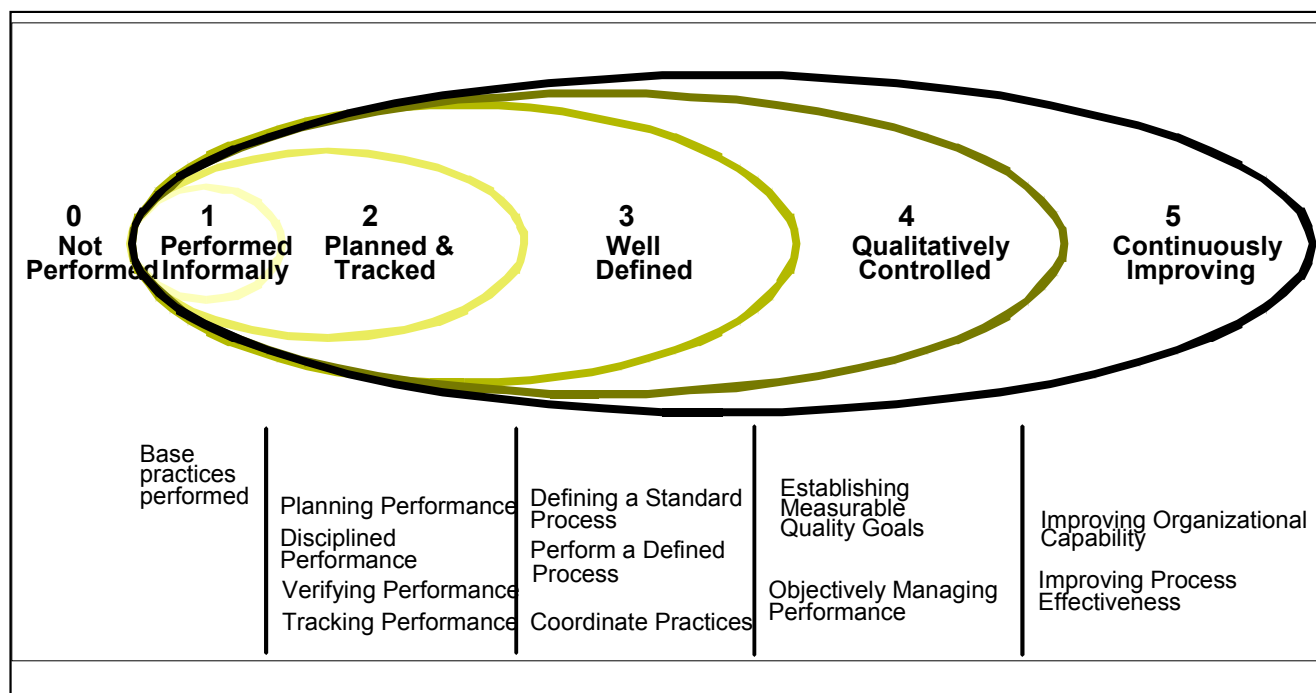 0
Not
Performed
1
Performed
Informally
2
Planned &
Tracked
3
Well
Defined
4
Qualitatively
Controlled
5
Continuously
Improving
Base
practices
performed
Planning Performance
Disciplined
Performance
Verifying Performance
Tracking Performance
Defining a Standard
Process
Perform a Defined
Process
Coordinate Practices
Establishing
Measurable
Quality Goals
Objectively Managing
Performance
Improving Organizational
Capability
Improving Process
Effectiveness